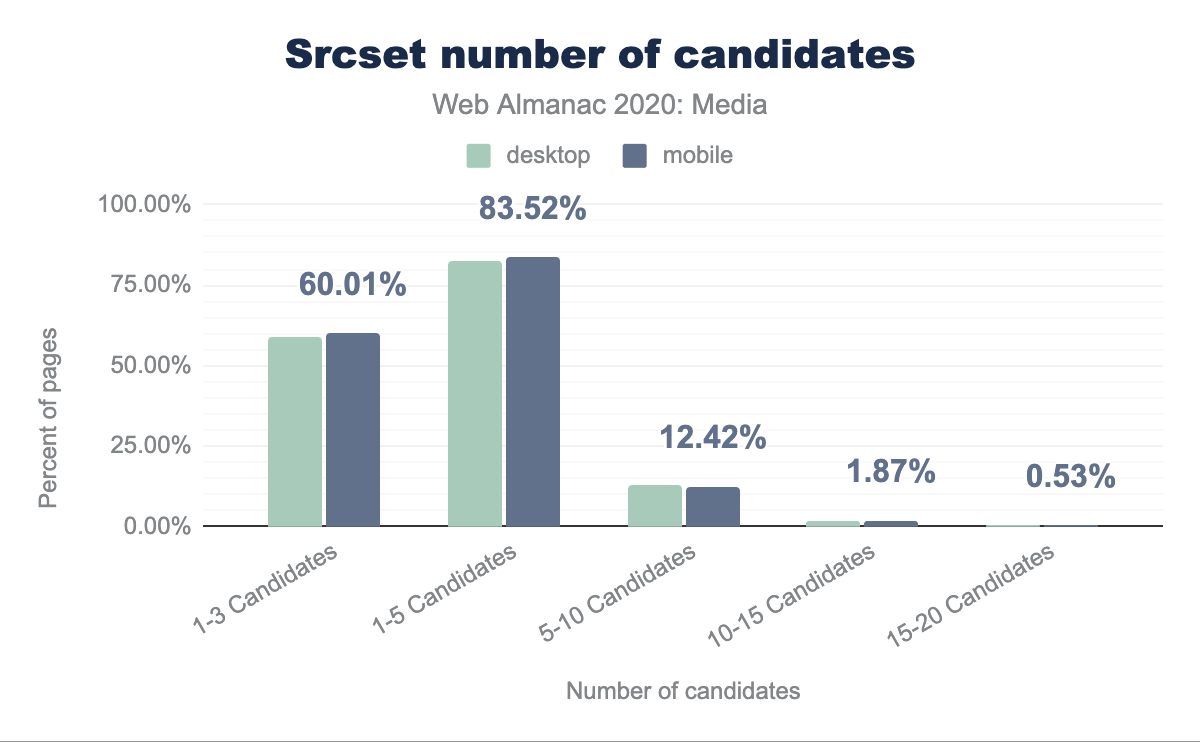 Srcset number of candidates
Web Almanac 2020: Media
desktop
mobile
100.00%
75.00%
50.00%
25.00%
0.00%
Percent of pages
60.01%
83.52%
12.42%
1.87%
0.53%
1-3 Candidates
1-5 Candidates
5-10 Candidates
10-15 Candidates
15-20 Candidates
Number of candidates